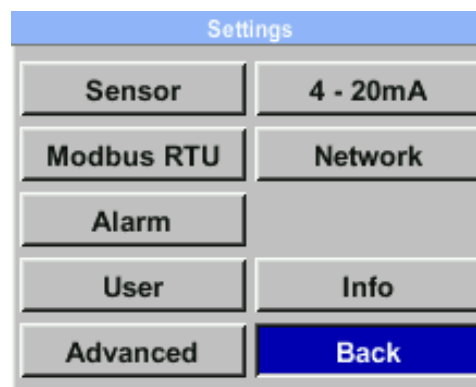 Settings
Sensor
4 - 20mA
Modbus RTU
Network
Alarm
User
Info
Advanced
Back